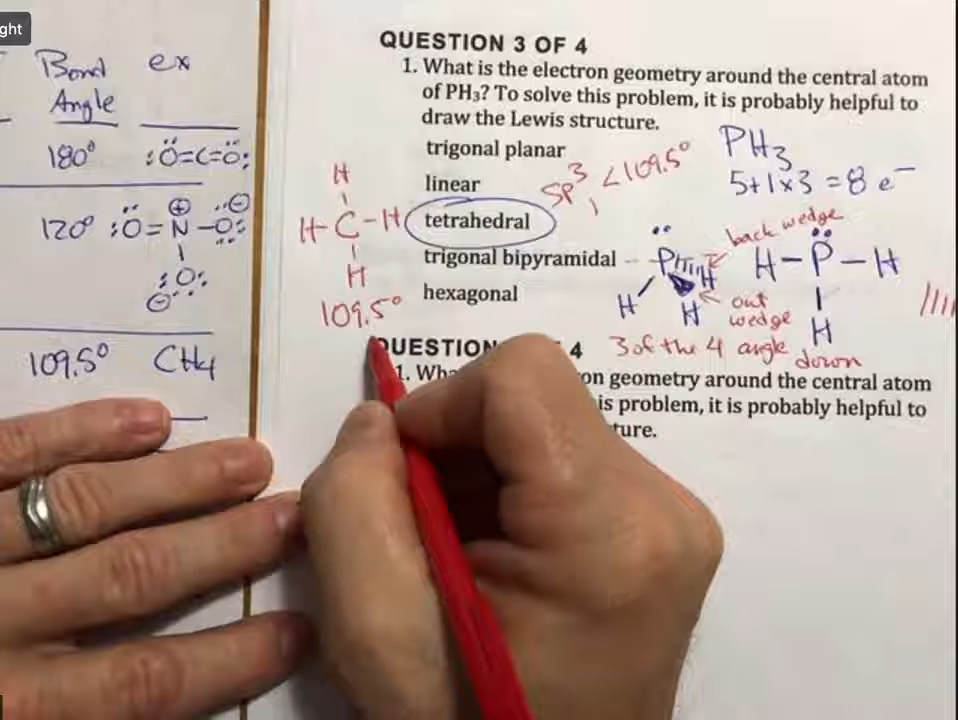 ght
Bond ex
Angle
180° :Ö=C=Ö:
120° :Ö=N–O:
O:
109.5° CH4
QUESTION 3 OF 4
1. What is the electron geometry around the central atom
of PH₃? To solve this problem, it is probably helpful to
draw the Lewis structure.
trigonal planar
linear
tetrahedral
trigonal bipyramidal
hexagonal
H
H–C–H
H
109.5°
sp³ <109.5°
PH₃
5+1×3=8 e⁻
back wedge
P H
H H
out
wedge
H–P̈–H
H
3 of the 4 angle down
QUESTION 4
1. Wha on geometry around the central atom
is problem, it is probably helpful to
ture.